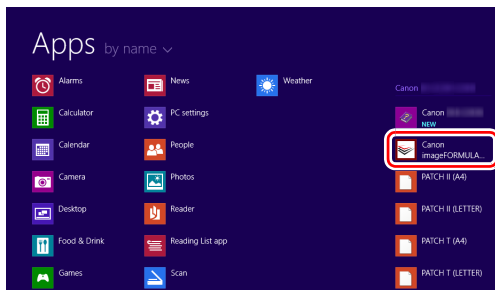 Apps by name
Alarms
Calculator
Calendar
Camera
Desktop
Food & Drink
Games
News
PC settings
People
Photos
Reader
Reading List app
Scan
Weather
Canon
Canon
NEW
Canon
imageFORMULA...
PATCH II (A4)
PATCH II (LETTER)
PATCH T (A4)
PATCH T (LETTER)